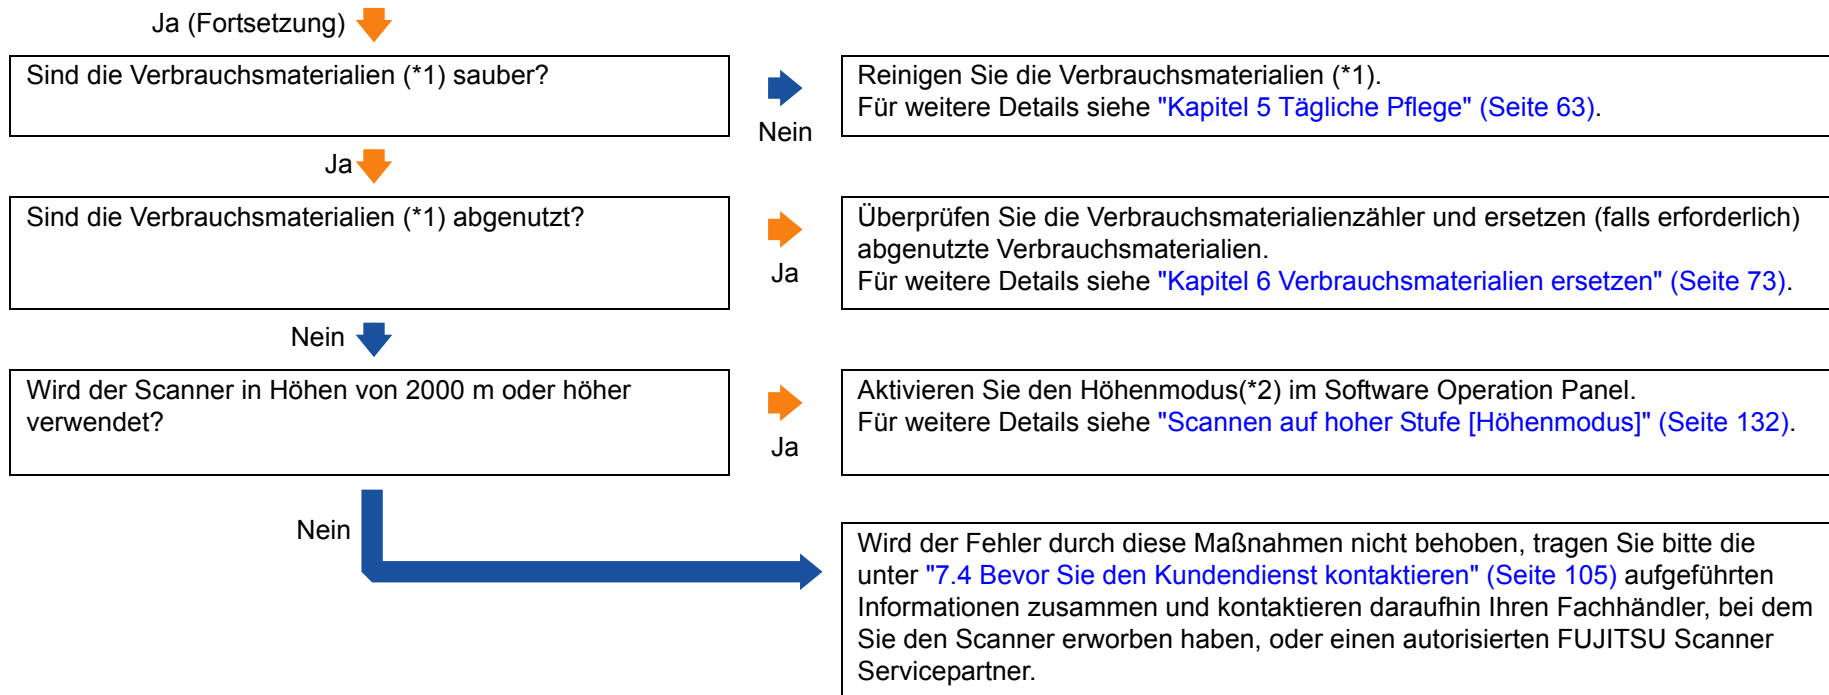 Ja (Fortsetzung)
Sind die Verbrauchsmaterialien (*1) sauber?
Nein
Reinigen Sie die Verbrauchsmaterialien (*1).
Für weitere Details siehe "Kapitel 5 Tägliche Pflege" (Seite 63).
Ja
Sind die Verbrauchsmaterialien (*1) abgenutzt?
Ja
Überprüfen Sie die Verbrauchsmaterialienzähler und ersetzen (falls erforderlich)
abgenutzte Verbrauchsmaterialien.
Für weitere Details siehe "Kapitel 6 Verbrauchsmaterialien ersetzen" (Seite 73).
Nein
Wird der Scanner in Höhen von 2000 m oder höher
verwendet?
Ja
Aktivieren Sie den Höhenmodus(*2) im Software Operation Panel.
Für weitere Details siehe "Scannen auf hoher Stufe [Höhenmodus]" (Seite 132).
Nein
Wird der Fehler durch diese Maßnahmen nicht behoben, tragen Sie bitte die
unter "7.4 Bevor Sie den Kundendienst kontaktieren" (Seite 105) aufgeführten
Informationen zusammen und kontaktieren daraufhin Ihren Fachhändler, bei dem
Sie den Scanner erworben haben, oder einen autorisierten FUJITSU Scanner
Servicepartner.